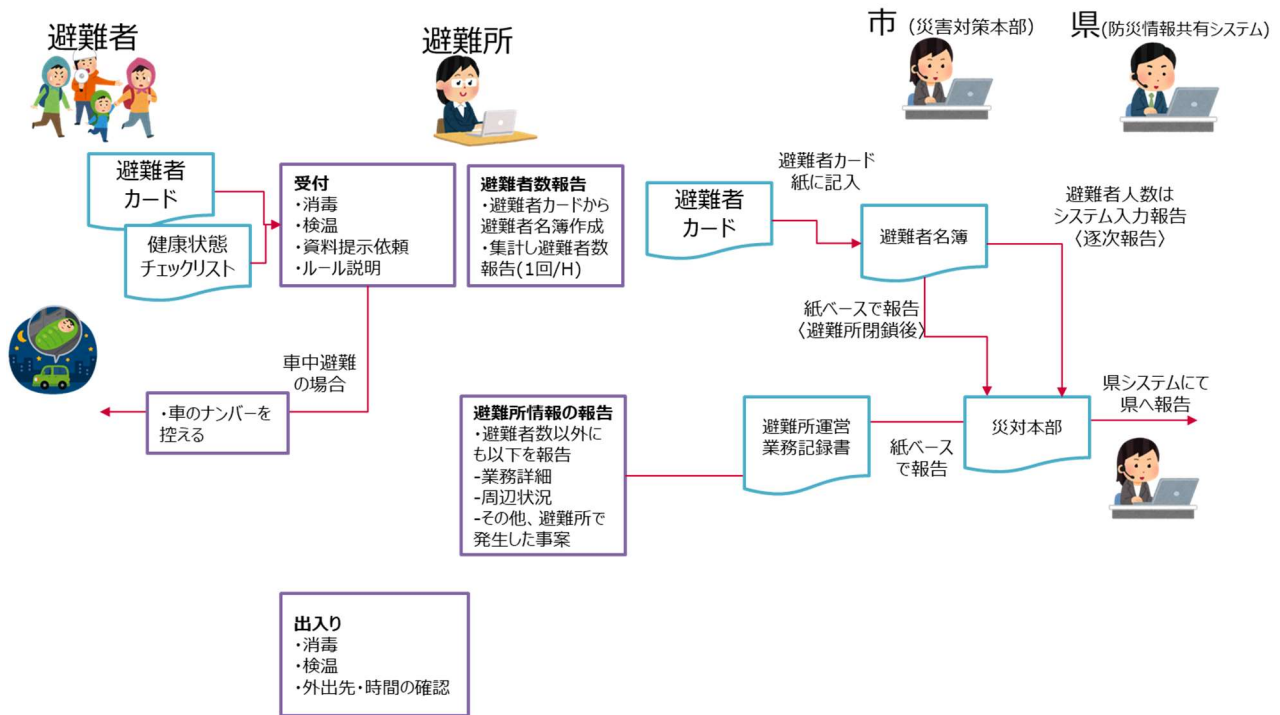 避難者
避難所
市 (災害対策本部)
県(防災情報共有システム)
避難者
カード
健康状態
チェックリスト
受付
・消毒
・検温
・資料提示依頼
・ルール説明
避難者数報告
・避難者カードから
避難者名簿作成
・集計し避難者数
報告(1回/H)
避難者
カード
避難者カード
紙に記入
避難者名簿
避難者人数は
システム入力報告
〈逐次報告〉
紙ベースで報告
〈避難所閉鎖後〉
車中避難
の場合
・車のナンバーを
控える
避難所情報の報告
・避難者数以外に
も以下を報告
-業務詳細
-周辺状況
-その他、避難所で
発生した事案
避難所運営
業務記録書
紙ベース
で報告
災対本部
県システムにて
県へ報告
出入り
・消毒
・検温
・外出先・時間の確認